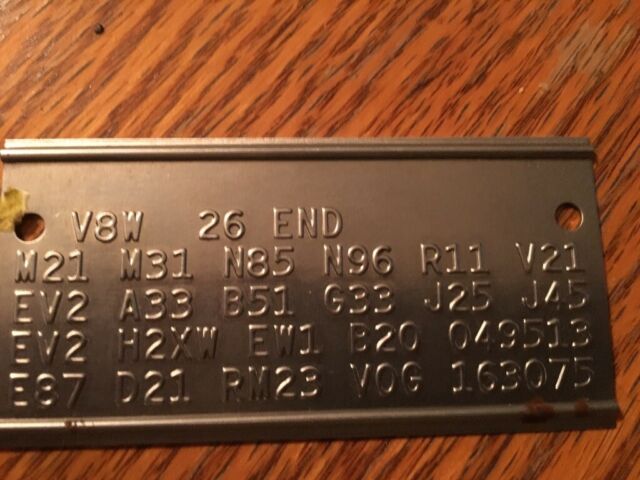 V8W 26 END
M21 M31 N85 N96 R11 V21
EV2 A33 B51 G33 J25 J45
EV2 H2XW EW1 B20 049513
E87 D21 RM23 V0G 163075